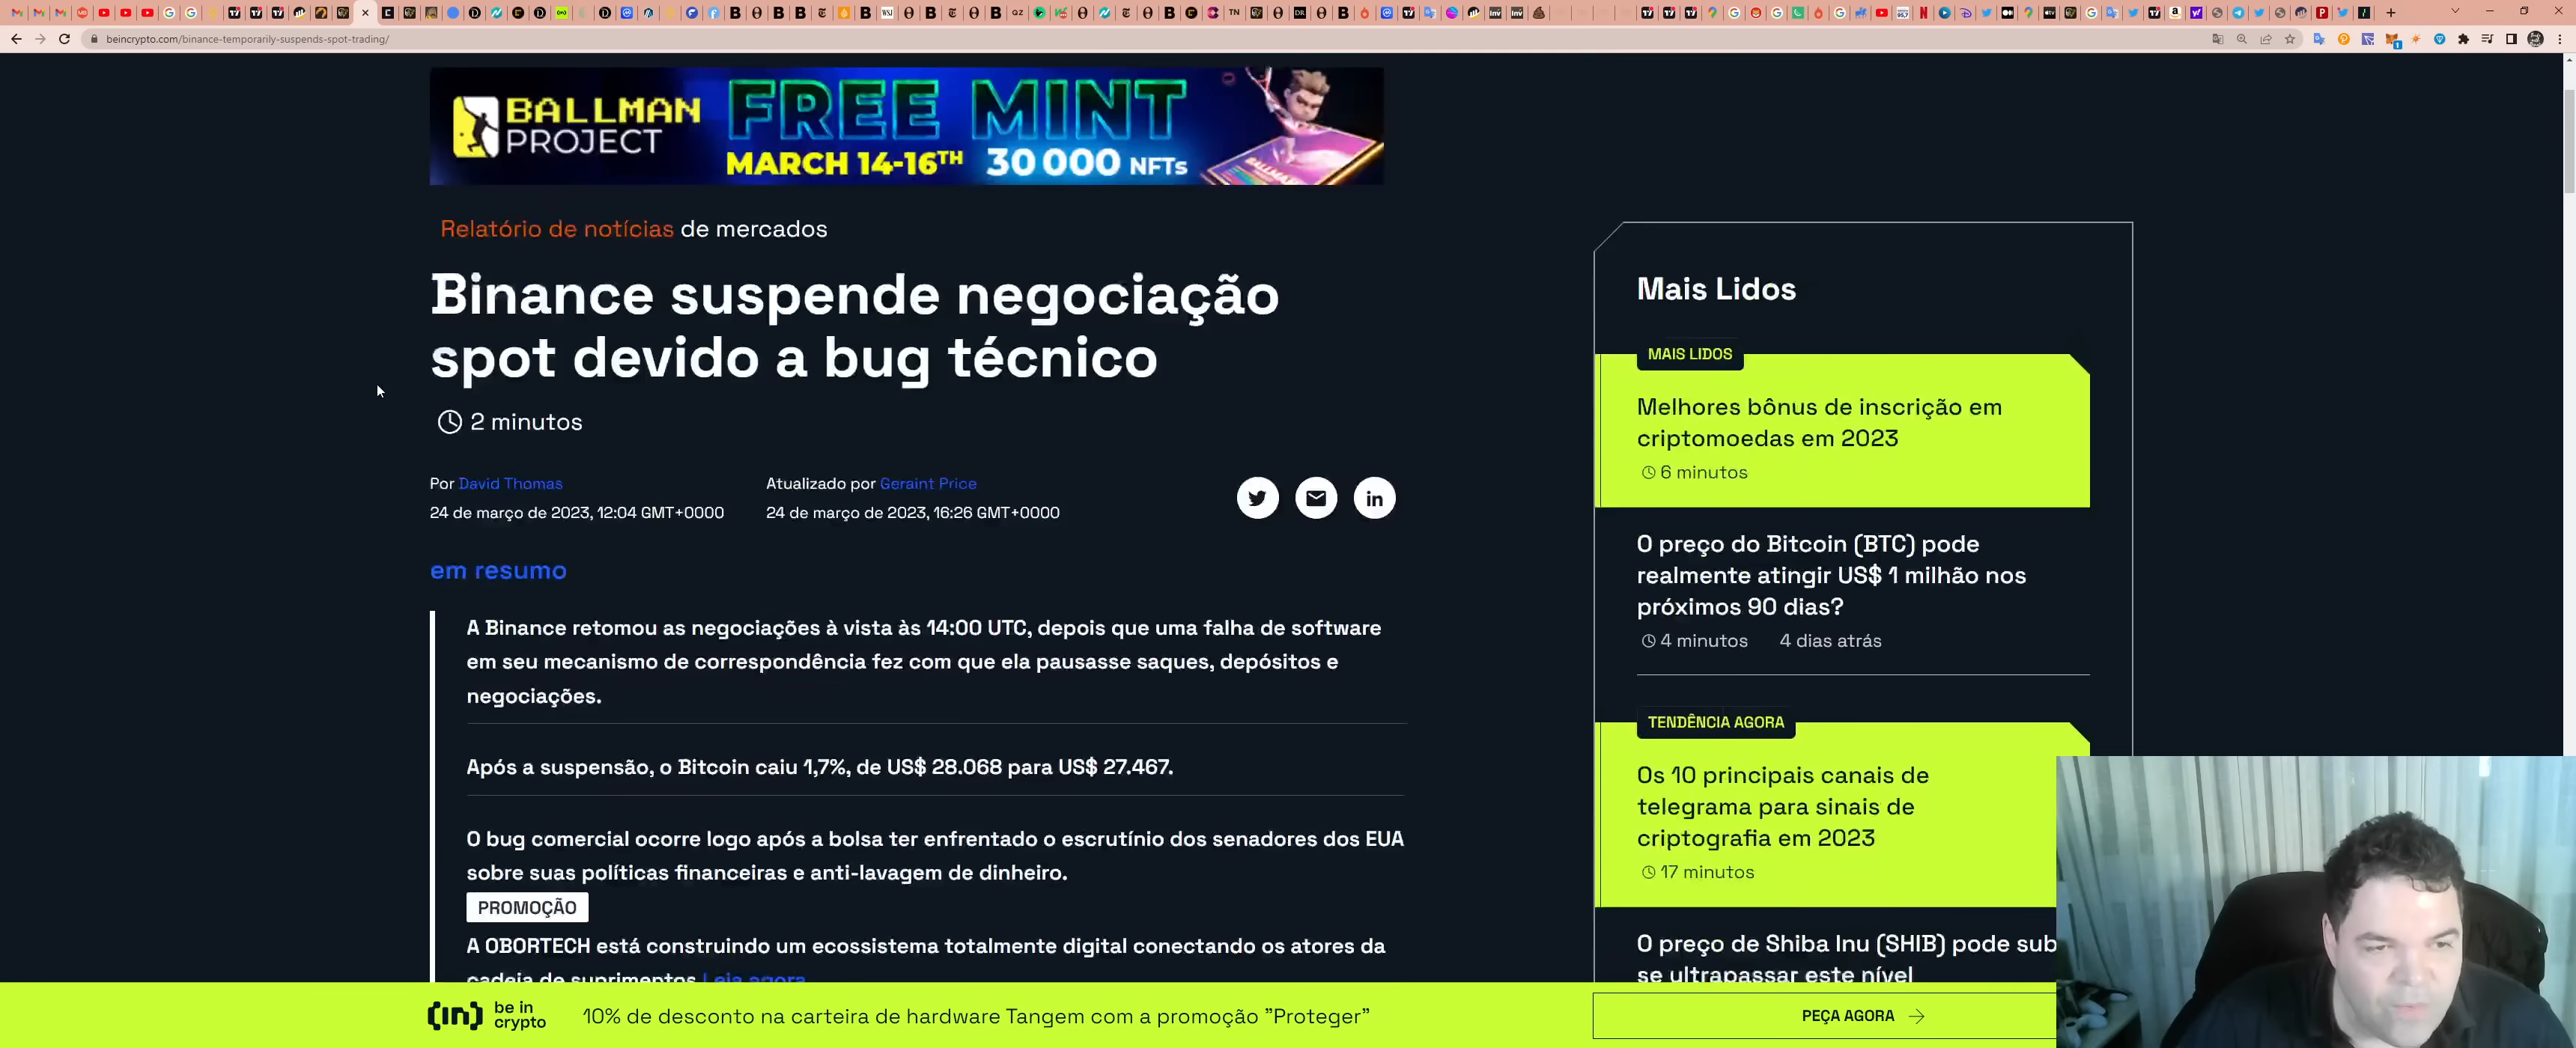 beincrypto.com/binance-temporarily-suspends-spot-trading/
BALLMAN
PROJECT
FREE MINT
MARCH 14-16TH 30 000 NFTs
Relatório de notícias de mercados
Binance suspende negociação
spot devido a bug técnico
2 minutos
Por David Thomas
24 de março de 2023, 12:04 GMT+0000
Atualizado por Geraint Price
24 de março de 2023, 16:26 GMT+0000
em resumo
A Binance retomou as negociações à vista às 14:00 UTC, depois que uma falha de software
em seu mecanismo de correspondência fez com que ela pausasse saques, depósitos e
negociações.
Após a suspensão, o Bitcoin caiu 1,7%, de US$ 28.068 para US$ 27.467.
O bug comercial ocorre logo após a bolsa ter enfrentado o escrutínio dos senadores dos EUA
sobre suas políticas financeiras e anti-lavagem de dinheiro.
PROMOÇÃO
A OBORTECH está construindo um ecossistema totalmente digital conectando os atores da
cadeia de suprimentos Leia agora
Mais Lidos
MAIS LIDOS
Melhores bônus de inscrição em
criptomoedas em 2023
6 minutos
O preço do Bitcoin (BTC) pode
realmente atingir US$ 1 milhão nos
próximos 90 dias?
4 minutos 4 dias atrás
TENDÊNCIA AGORA
Os 10 principais canais de
telegrama para sinais de
criptografia em 2023
17 minutos
O preço de Shiba Inu (SHIB) pode sub
se ultrapassar este nível
be in
crypto
10% de desconto na carteira de hardware Tangem com a promoção "Proteger"
PEÇA AGORA